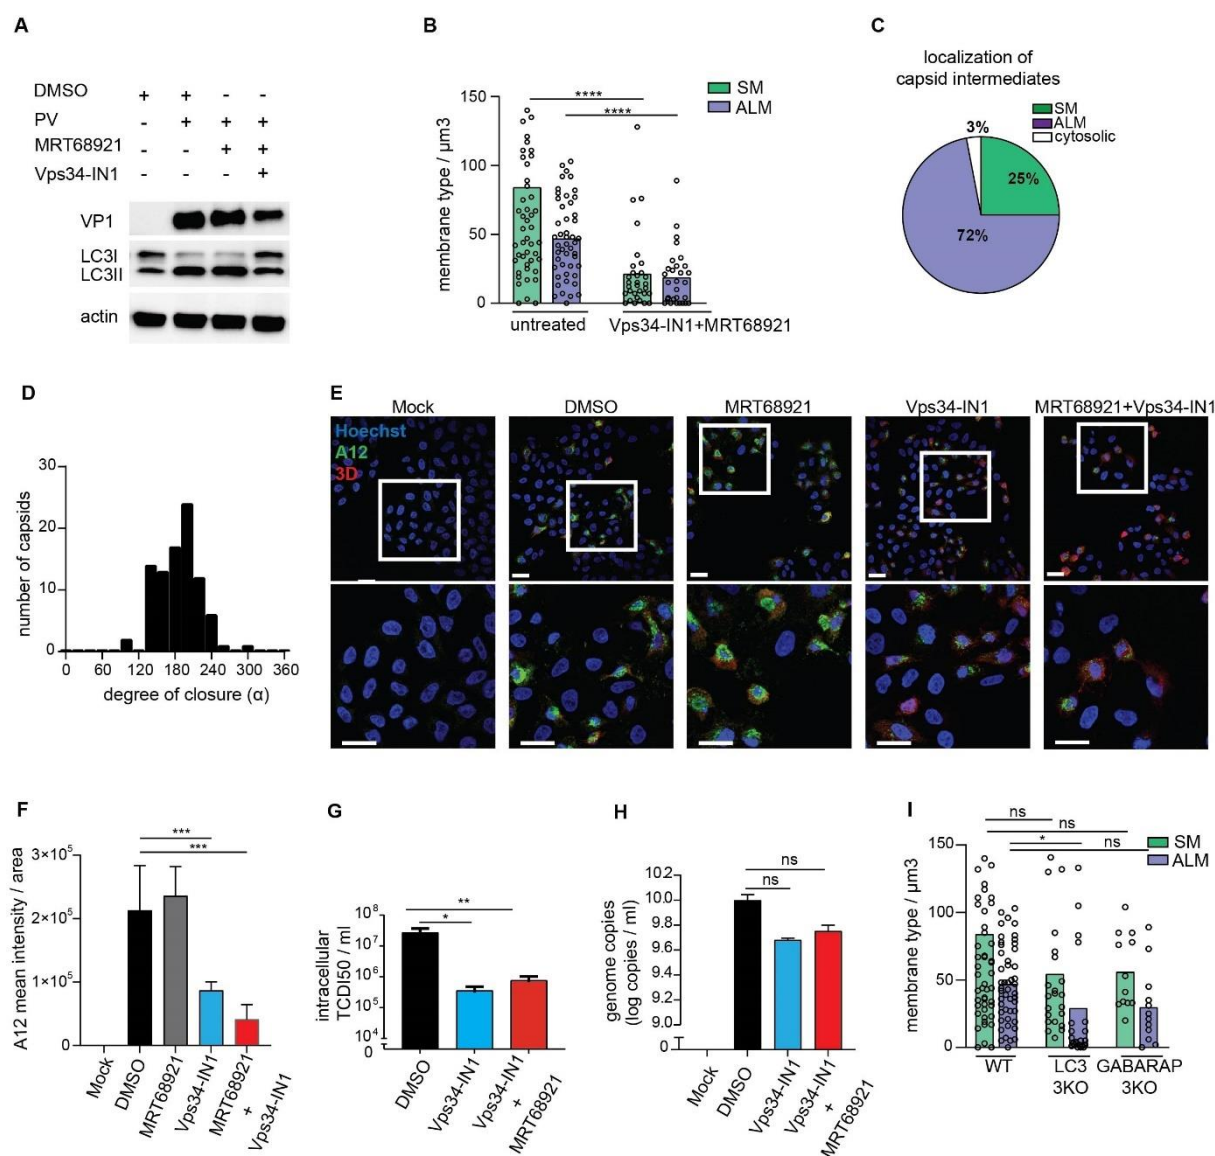 A
DMSO + + - -
PV - + + +
MRT68921 - - + +
Vps34-IN1 - - - +
VP1
LC3I
LC3II
actin
B
SM
ALM
****
****
150
100
50
0
membrane type / µm3
untreated
Vps34-IN1+MRT68921
C
localization of
capsid intermediates
SM
ALM
cytosolic
3%
25%
72%
D
30
20
10
0
number of capsids
0 60 120 180 240 300 360
degree of closure (α)
E
Mock
DMSO
MRT68921
Vps34-IN1
MRT68921+Vps34-IN1
Hoechst
A12
3D
F
***
***
3×10⁵
2×10⁵
1×10⁵
0
A12 mean intensity / area
Mock
DMSO
MRT68921
Vps34-IN1
MRT68921
+
Vps34-IN1
G
**
*
10⁸
10⁷
10⁶
10⁵
10⁴
0
intracellular
TCDI50 / ml
DMSO
Vps34-IN1
Vps34-IN1
+
MRT68921
H
ns
ns
10.2
10.0
9.8
9.6
9.4
9.2
9.0
0
genome copies
(log copies / ml)
Mock
DMSO
Vps34-IN1
Vps34-IN1
+
MRT68921
I
ns
ns
*
ns
SM
ALM
150
100
50
0
membrane type / µm3
WT
LC3
3KO
GABARAP
3KO